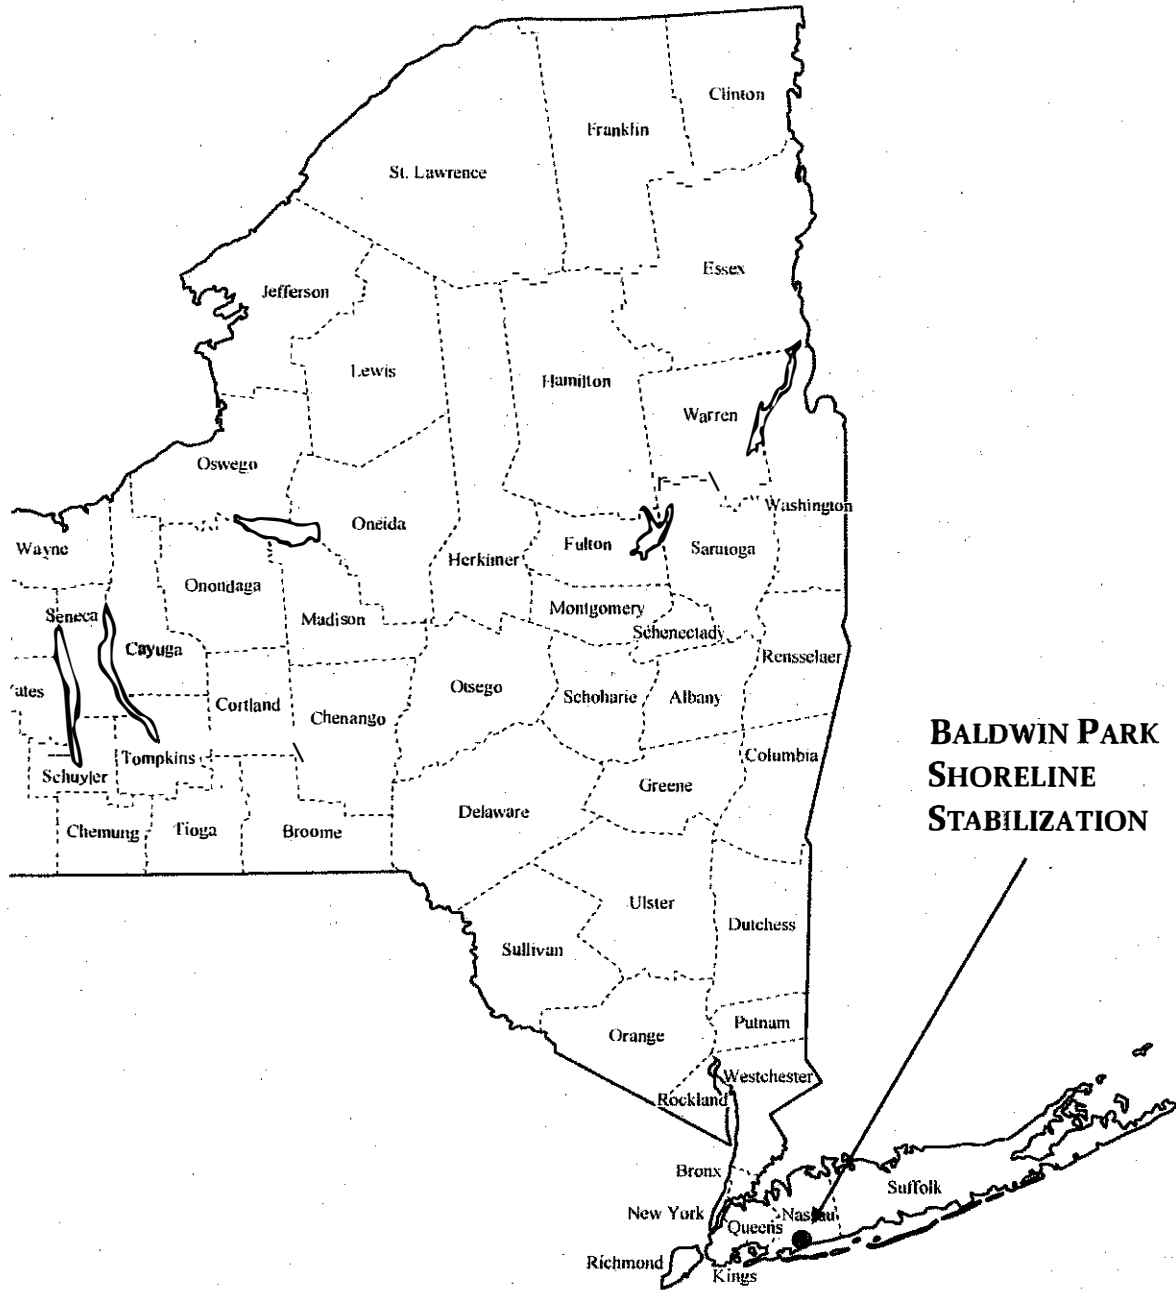 Clinton
Franklin
St. Lawrence
Essex
Jefferson
Lewis
Hamilton
Warren
Oswego
Washington
Oneida
Wayne
Fulton
Saratoga
Herkimer
Onondaga
Montgomery
Seneca
Madison
Schenectady
Cayuga
Rensselaer
Otsego
ates
Schoharie
Albany
Cortland
Chenango
BALDWIN PARK
SHORELINE
STABILIZATION
Columbia
Tompkins
Schuyler
Greene
Delaware
Chemung
Tioga
Broome
Ulster
Dutchess
Sullivan
Putnam
Orange
Westchester
Rockland
Bronx
Suffolk
New York
Nassau
Queens
Richmond
Kings